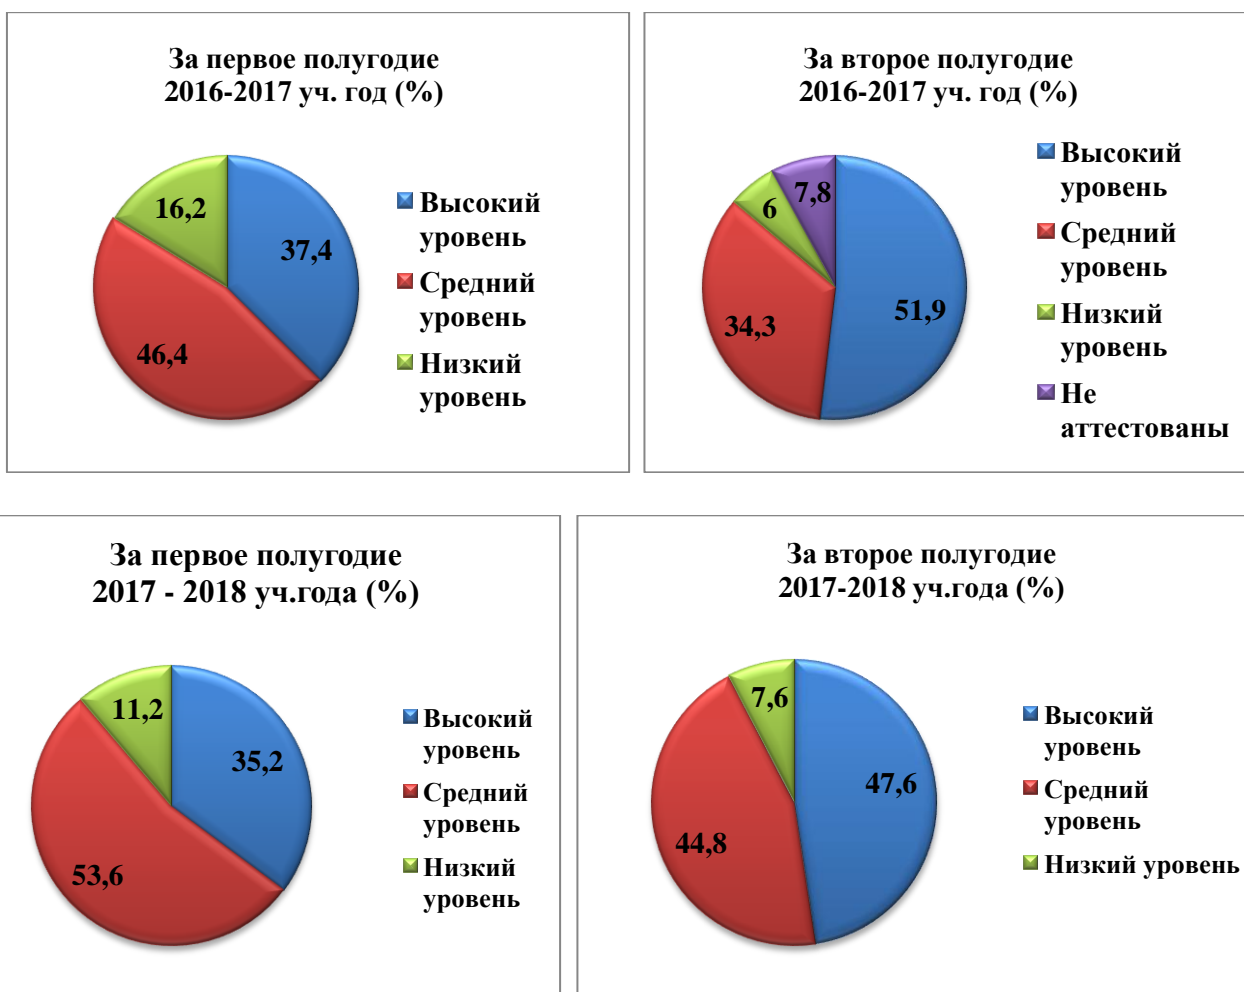 За первое полугодие
2016-2017 уч. год (%)
16,2
37,4
46,4
Высокий
уровень
Средний
уровень
Низкий
уровень
За второе полугодие
2016-2017 уч. год (%)
7,8
6
51,9
34,3
Высокий
уровень
Средний
уровень
Низкий
уровень
Не
аттестованы
За первое полугодие
2017 - 2018 уч.года (%)
11,2
35,2
53,6
Высокий
уровень
Средний
уровень
Низкий
уровень
За второе полугодие
2017-2018 уч.года (%)
7,6
47,6
44,8
Высокий
уровень
Средний
уровень
Низкий уровень